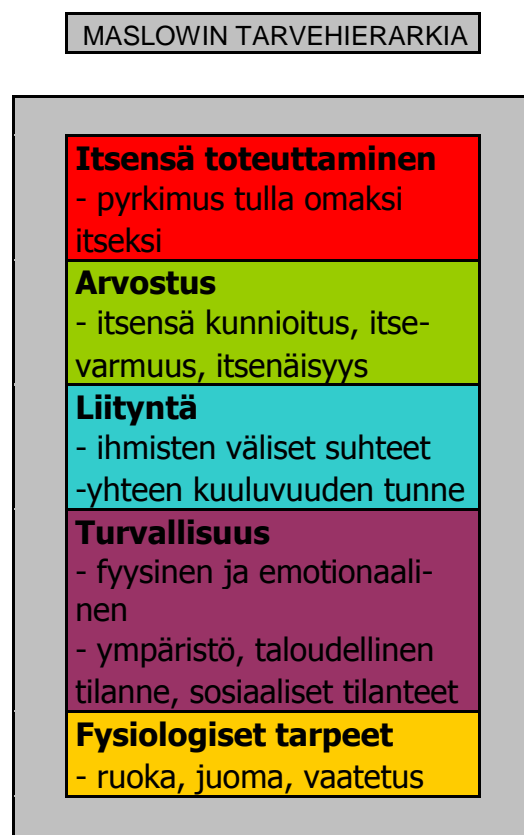 MASLOWIN TARVEHIERARKIA
Itsensä toteuttaminen
- pyrkimus tulla omaksi
itseksi
Arvostus
- itsensä kunnioitus, itse-
varmuus, itsenäisyys
Liityntä
- ihmisten väliset suhteet
-yhteen kuuluvuuden tunne
Turvallisuus
- fyysinen ja emotionaali-
nen
- ympäristö, taloudellinen
tilanne, sosiaaliset tilanteet
Fysiologiset tarpeet
- ruoka, juoma, vaatetus